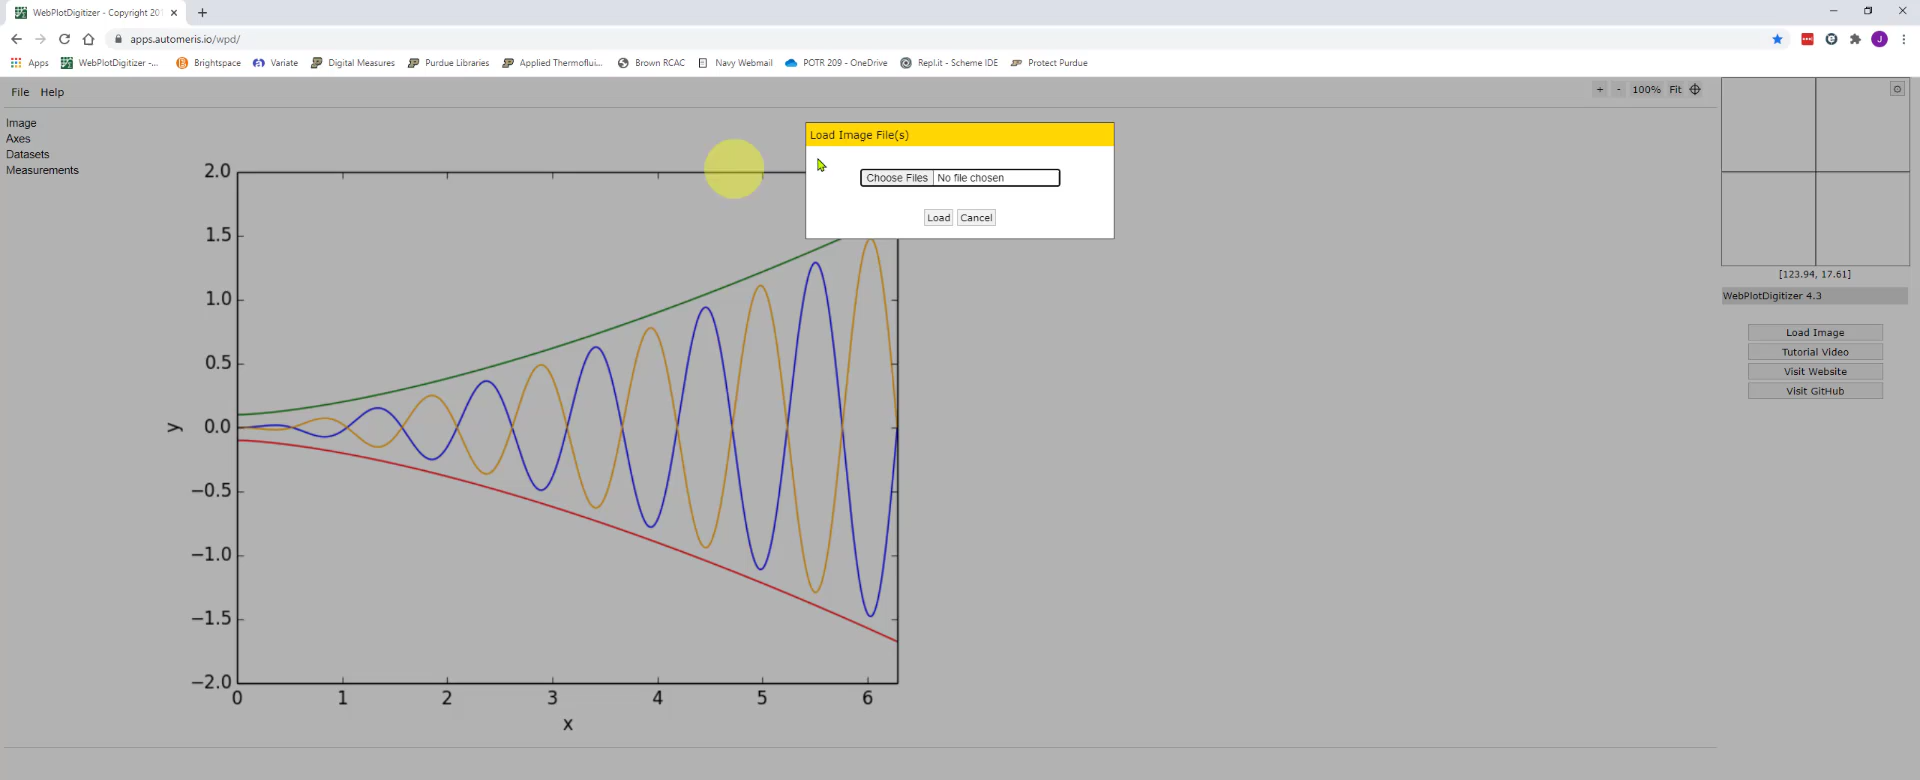 WebPlotDigitizer - Copyright 201
apps.automeris.io/wpd/
Apps WebPlotDigitizer -... Brightspace Variate Digital Measures Purdue Libraries Applied Thermoflui... Brown RCAC Navy Webmail POTR 209 - OneDrive Repl.it - Scheme IDE Protect Purdue
File Help
+ - 100% Fit
Image
Axes
Datasets
Measurements
Load Image File(s)
Choose Files No file chosen
Load Cancel
2.0
1.5
1.0
0.5
0.0
−0.5
−1.0
−1.5
−2.0
y
0 1 2 3 4 5 6
x
[123.94, 17.61]
WebPlotDigitizer 4.3
Load Image
Tutorial Video
Visit Website
Visit GitHub
J